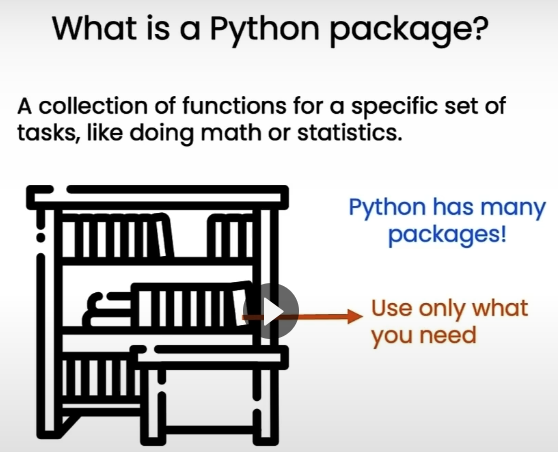 What is a Python package?
A collection of functions for a specific set of
tasks, like doing math or statistics.
Python has many
packages!
Use only what
you need